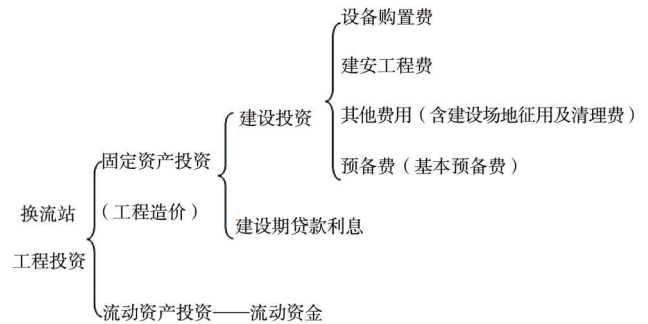 设备购置费
建安工程费
建设投资
其他费用（含建设场地征用及清理费）
固定资产投资
预备费（基本预备费）
换流站
（工程造价）
建设期贷款利息
工程投资
流动资产投资——流动资金